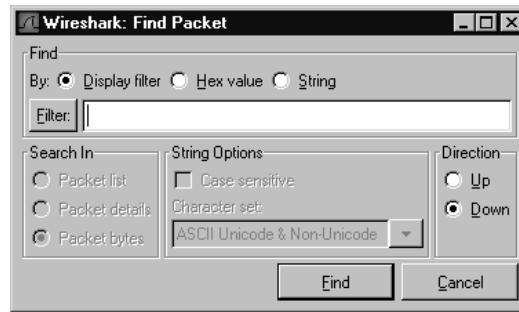 Wireshark: Find Packet
Find
By: Display filter Hex value String
Filter:
Search In
Packet list
Packet details
Packet bytes
String Options
Case sensitive
Character set:
ASCII Unicode & Non-Unicode
Direction
Up
Down
Find Cancel